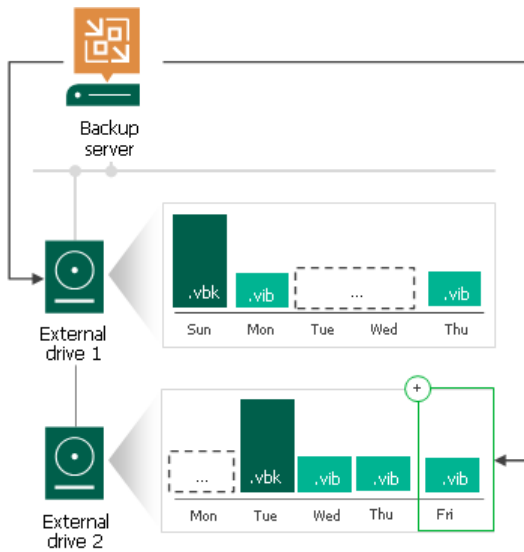 Backup
server
.vbk
.vib
...
.vib
Sun Mon Tue Wed Thu
External
drive 1
+
...
.vbk
.vib
.vib
.vib
Mon Tue Wed Thu Fri
External
drive 2